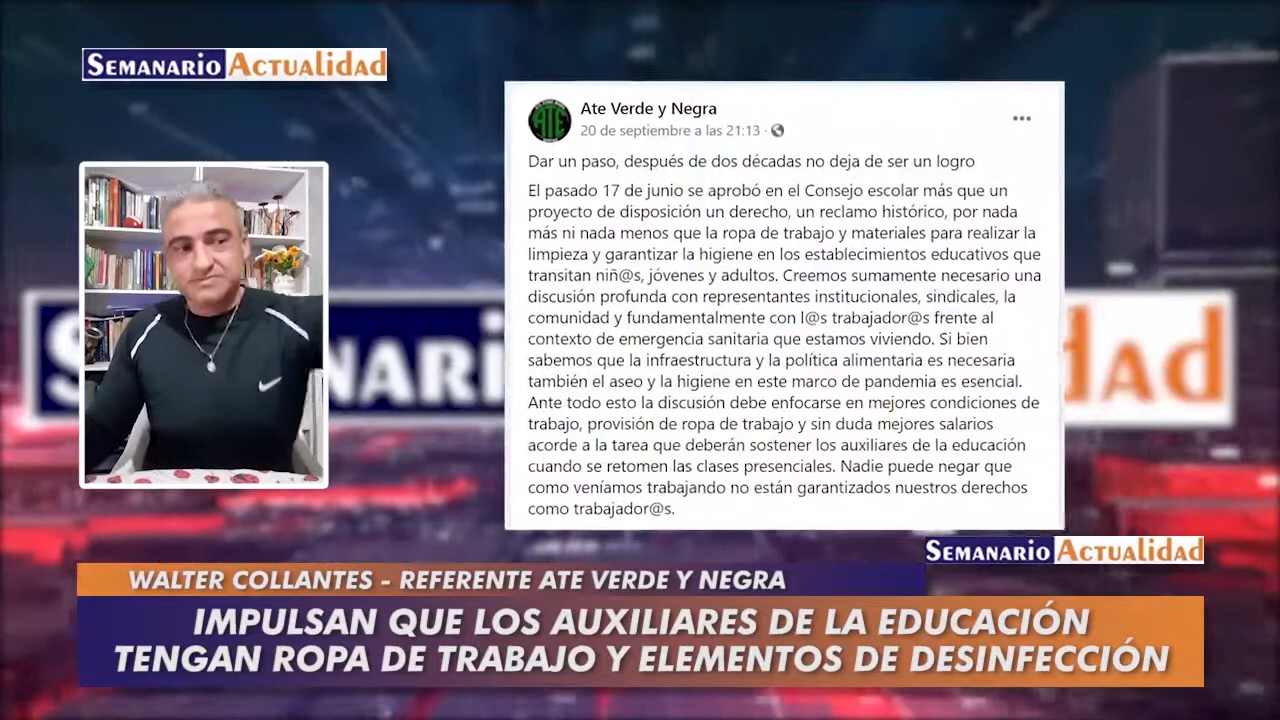 SEMANARIO ACTUALIDAD
Ate Verde y Negra
20 de septiembre a las 21:13 ·
Dar un paso, después de dos décadas no deja de ser un logro
El pasado 17 de junio se aprobó en el Consejo escolar más que un
proyecto de disposición un derecho, un reclamo histórico, por nada
más ni nada menos que la ropa de trabajo y materiales para realizar la
limpieza y garantizar la higiene en los establecimientos educativos que
transitan niñ@s, jóvenes y adultos. Creemos sumamente necesario una
discusión profunda con representantes institucionales, sindicales, la
comunidad y fundamentalmente con l@s trabajador@s frente al
contexto de emergencia sanitaria que estamos viviendo. Si bien
sabemos que la infraestructura y la política alimentaria es necesaria
también el aseo y la higiene en este marco de pandemia es esencial.
Ante todo esto la discusión debe enfocarse en mejores condiciones de
trabajo, provisión de ropa de trabajo y sin duda mejores salarios
acorde a la tarea que deberán sostener los auxiliares de la educación
cuando se retomen las clases presenciales. Nadie puede negar que
como veníamos trabajando no están garantizados nuestros derechos
como trabajador@s.
SEMANARIO ACTUALIDAD
WALTER COLLANTES - REFERENTE ATE VERDE Y NEGRA
IMPULSAN QUE LOS AUXILIARES DE LA EDUCACIÓN
TENGAN ROPA DE TRABAJO Y ELEMENTOS DE DESINFECCIÓN